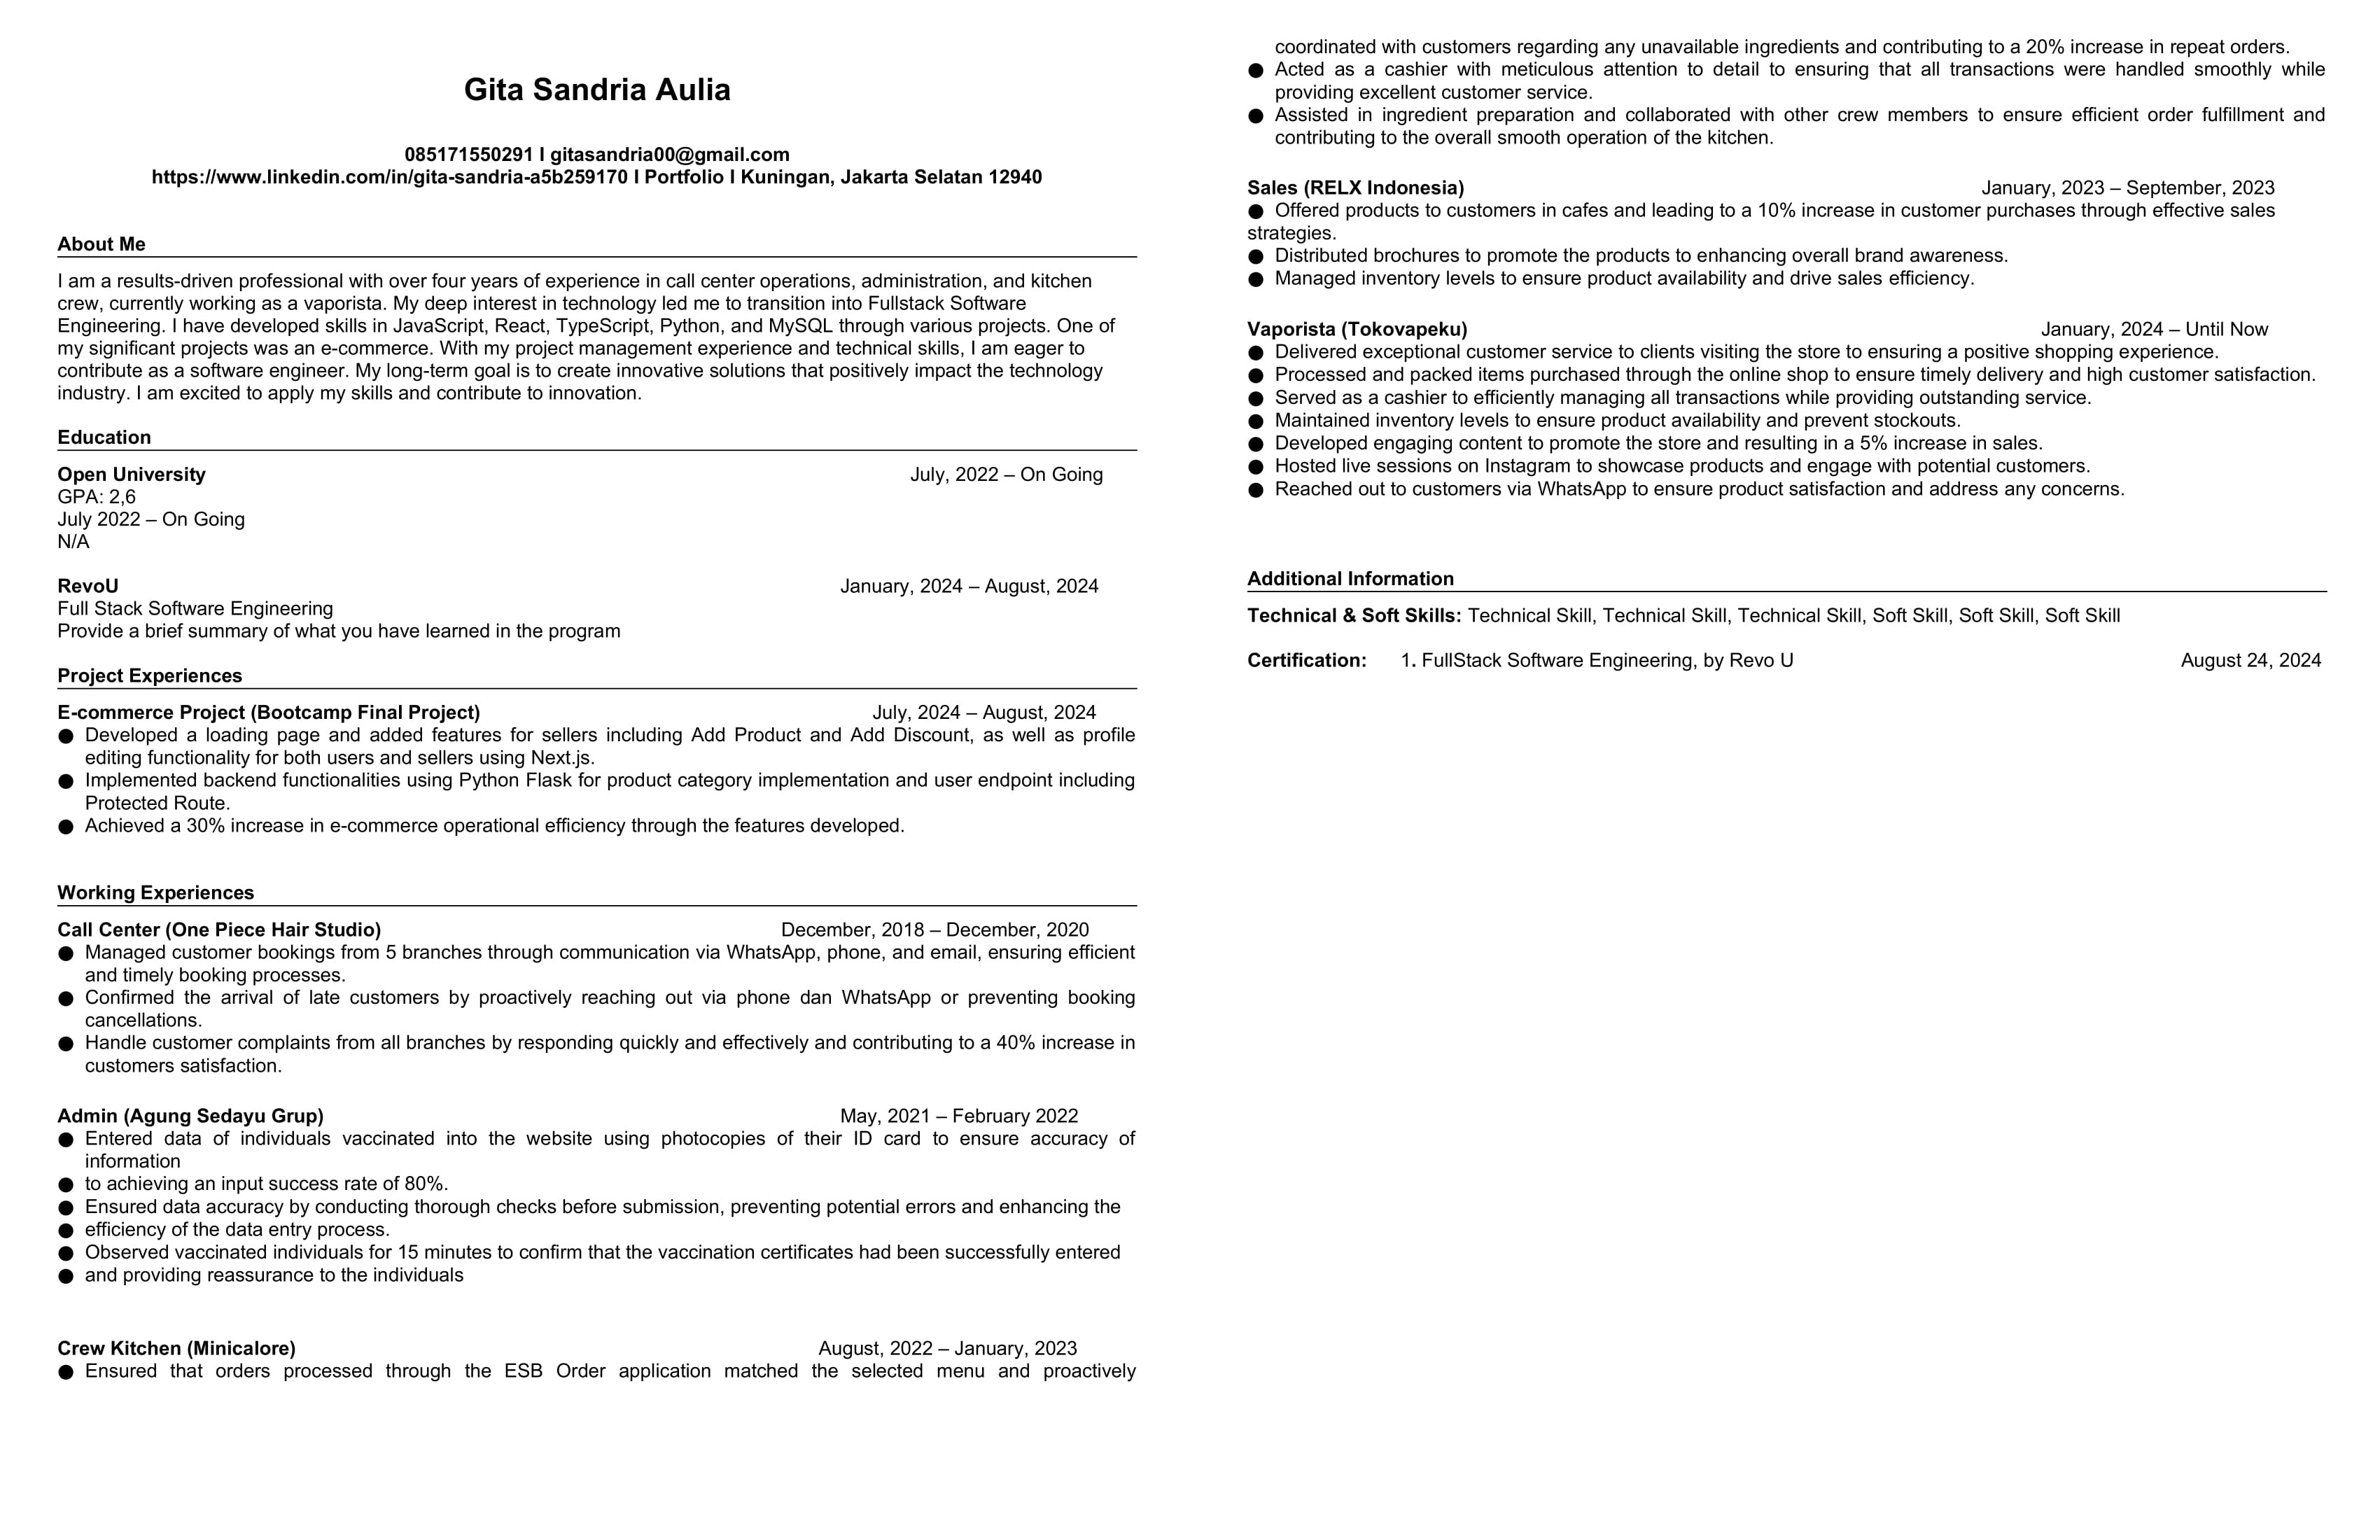 Gita Sandria Aulia
085171550291 I gitasandria00@gmail.com
https://www.linkedin.com/in/gita-sandria-a5b259170 I Portfolio I Kuningan, Jakarta Selatan 12940
About Me
I am a results-driven professional with over four years of experience in call center operations, administration, and kitchen
crew, currently working as a vaporista. My deep interest in technology led me to transition into Fullstack Software
Engineering. I have developed skills in JavaScript, React, TypeScript, Python, and MySQL through various projects. One of
my significant projects was an e-commerce. With my project management experience and technical skills, I am eager to
contribute as a software engineer. My long-term goal is to create innovative solutions that positively impact the technology
industry. I am excited to apply my skills and contribute to innovation.
Education
Open University July, 2022 – On Going
GPA: 2,6
July 2022 – On Going
N/A
RevoU January, 2024 – August, 2024
Full Stack Software Engineering
Provide a brief summary of what you have learned in the program
Project Experiences
E-commerce Project (Bootcamp Final Project) July, 2024 – August, 2024
● Developed a loading page and added features for sellers including Add Product and Add Discount, as well as profile
editing functionality for both users and sellers using Next.js.
● Implemented backend functionalities using Python Flask for product category implementation and user endpoint including
Protected Route.
● Achieved a 30% increase in e-commerce operational efficiency through the features developed.
Working Experiences
Call Center (One Piece Hair Studio) December, 2018 – December, 2020
● Managed customer bookings from 5 branches through communication via WhatsApp, phone, and email, ensuring efficient
and timely booking processes.
● Confirmed the arrival of late customers by proactively reaching out via phone dan WhatsApp or preventing booking
cancellations.
● Handle customer complaints from all branches by responding quickly and effectively and contributing to a 40% increase in
customers satisfaction.
Admin (Agung Sedayu Grup) May, 2021 – February 2022
● Entered data of individuals vaccinated into the website using photocopies of their ID card to ensure accuracy of
information
● to achieving an input success rate of 80%.
● Ensured data accuracy by conducting thorough checks before submission, preventing potential errors and enhancing the
● efficiency of the data entry process.
● Observed vaccinated individuals for 15 minutes to confirm that the vaccination certificates had been successfully entered
● and providing reassurance to the individuals
Crew Kitchen (Minicalore) August, 2022 – January, 2023
● Ensured that orders processed through the ESB Order application matched the selected menu and proactively
coordinated with customers regarding any unavailable ingredients and contributing to a 20% increase in repeat orders.
● Acted as a cashier with meticulous attention to detail to ensuring that all transactions were handled smoothly while
providing excellent customer service.
● Assisted in ingredient preparation and collaborated with other crew members to ensure efficient order fulfillment and
contributing to the overall smooth operation of the kitchen.
Sales (RELX Indonesia) January, 2023 – September, 2023
● Offered products to customers in cafes and leading to a 10% increase in customer purchases through effective sales
strategies.
● Distributed brochures to promote the products to enhancing overall brand awareness.
● Managed inventory levels to ensure product availability and drive sales efficiency.
Vaporista (Tokovapeku) January, 2024 – Until Now
● Delivered exceptional customer service to clients visiting the store to ensuring a positive shopping experience.
● Processed and packed items purchased through the online shop to ensure timely delivery and high customer satisfaction.
● Served as a cashier to efficiently managing all transactions while providing outstanding service.
● Maintained inventory levels to ensure product availability and prevent stockouts.
● Developed engaging content to promote the store and resulting in a 5% increase in sales.
● Hosted live sessions on Instagram to showcase products and engage with potential customers.
● Reached out to customers via WhatsApp to ensure product satisfaction and address any concerns.
Additional Information
Technical & Soft Skills: Technical Skill, Technical Skill, Technical Skill, Soft Skill, Soft Skill, Soft Skill
Certification: 1. FullStack Software Engineering, by Revo U August 24, 2024